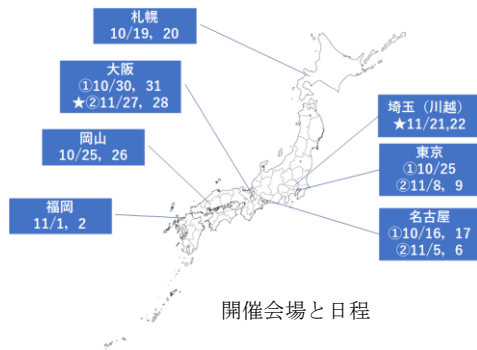 札幌
10/19, 20
大阪
①10/30, 31
★②11/27, 28
岡山
10/25, 26
福岡
11/1, 2
埼玉（川越）
★11/21,22
東京
①10/25
②11/8, 9
名古屋
①10/16, 17
②11/5, 6
開催会場と日程